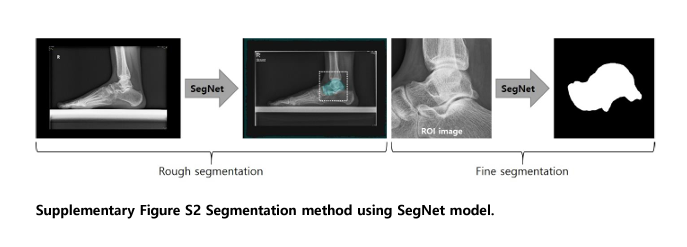 R
SegNet
R
SegNet
ROI image
Rough segmentation
Fine segmentation
Supplementary Figure S2 Segmentation method using SegNet model.